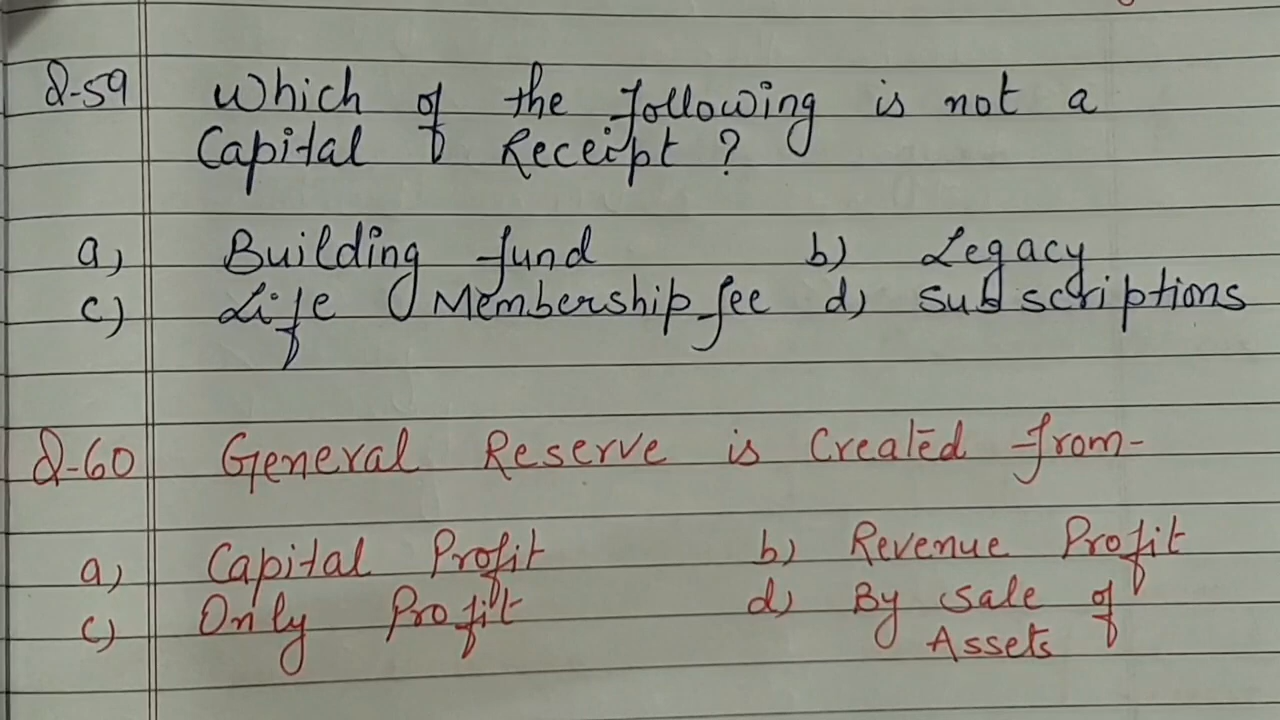 Q-59 Which of the following is not a
Capital Receipt ?
a) Building fund b) Legacy
c) Life Membership fee d) Subscriptions
Q-60 General Reserve is Created from-
a) Capital Profit b) Revenue Profit
c) Only Profit d) By Sale of
Assets